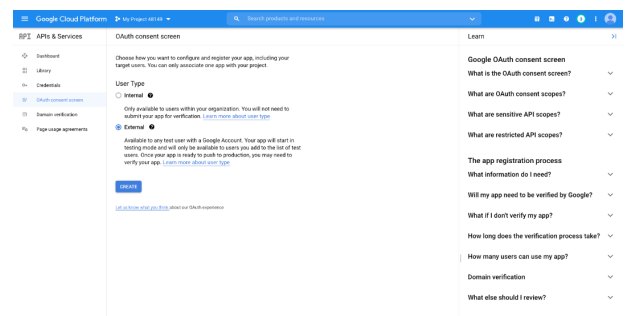 Google Cloud Platform
My Project 48149
Search products and resources
1
API APIs & Services
Dashboard
Library
Credentials
OAuth consent screen
Domain verification
Page usage agreements
OAuth consent screen
Choose how you want to configure and register your app, including your
target users. You can only associate one app with your project.
User Type
Internal
Only available to users within your organization. You will not need to
submit your app for verification. Learn more about user type
External
Available to any test user with a Google Account. Your app will start in
testing mode and will only be available to users you add to the list of test
users. Once your app is ready to push to production, you may need to
verify your app. Learn more about user type
CREATE
Let us know what you think about our OAuth experience
Learn
Google OAuth consent screen
What is the OAuth consent screen?
What are OAuth consent scopes?
What are sensitive API scopes?
What are restricted API scopes?
The app registration process
What information do I need?
Will my app need to be verified by Google?
What if I don't verify my app?
How long does the verification process take?
How many users can use my app?
Domain verification
What else should I review?